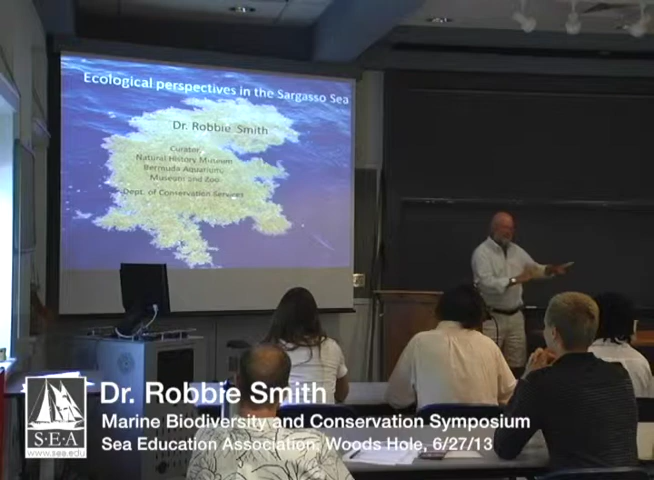 Ecological perspectives in the Sargasso Sea
Dr. Robbie Smith
Curator,
Natural History Museum
Bermuda Aquarium,
Museum and Zoo
Dept. of Conservation Services
Dr. Robbie Smith
Marine Biodiversity and Conservation Symposium
Sea Education Association, Woods Hole, 6/27/13
S·E·A
www.sea.edu